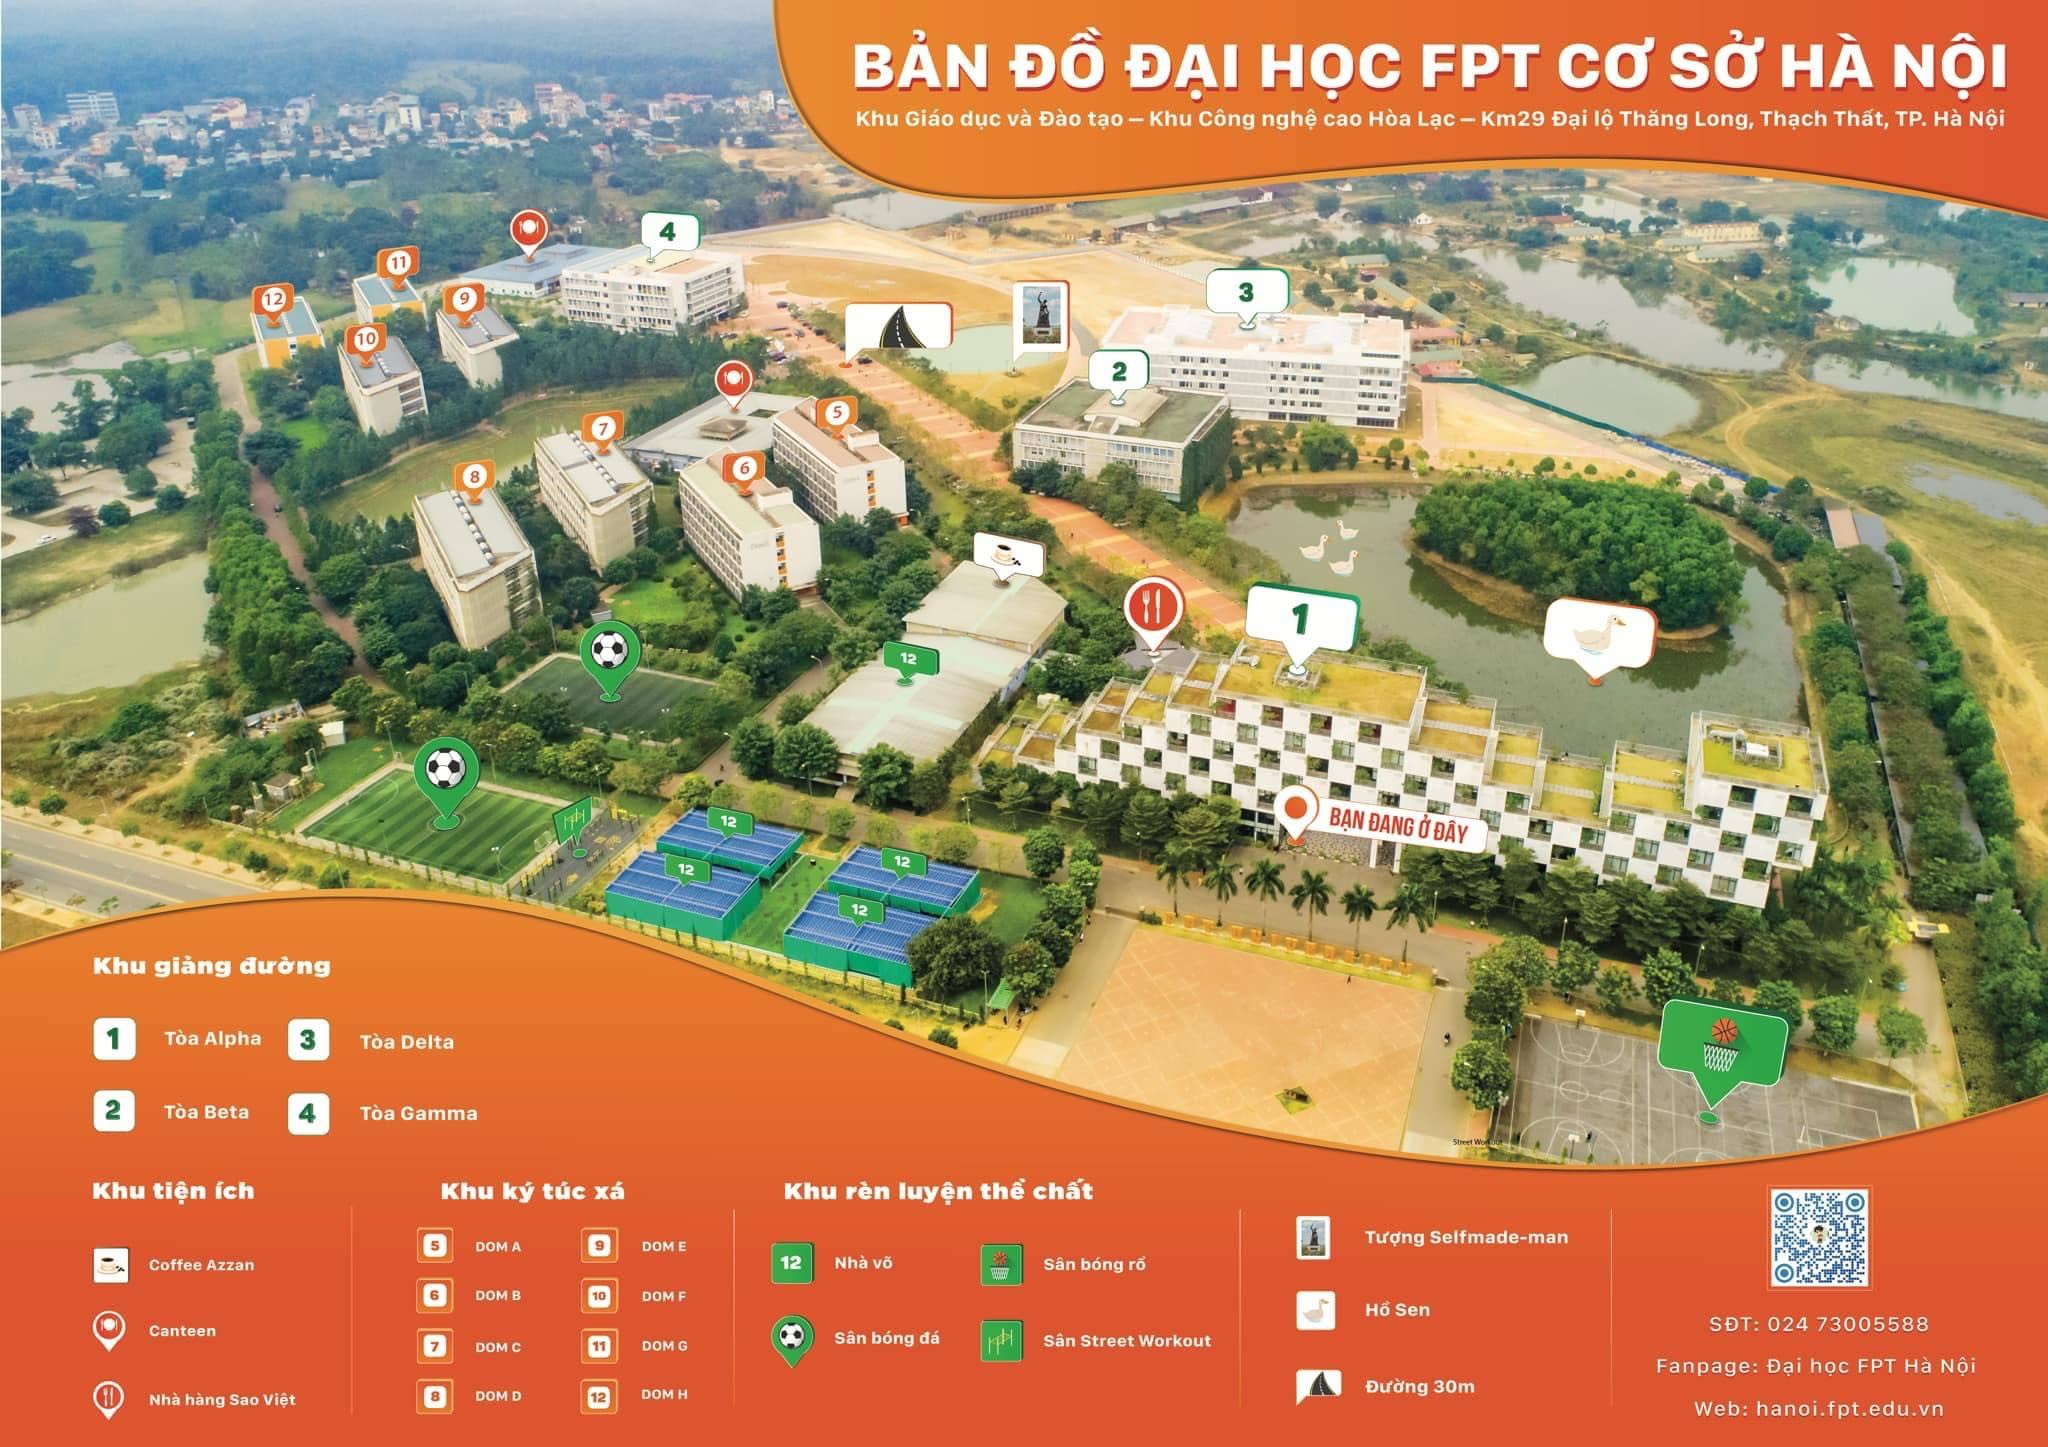 BẢN ĐỒ ĐẠI HỌC FPT CƠ SỞ HÀ NỘI
Khu Giáo dục và Đào tạo – Khu Công nghệ cao Hòa Lạc – Km29 Đại lộ Thăng Long, Thạch Thất, TP. Hà Nội
4
11
12
9
3
10
2
5
7
6
8
1
12
BẠN ĐANG Ở ĐÂY
12
12
12
12
Street Workout
Khu giảng đường
1 Tòa Alpha
3 Tòa Delta
2 Tòa Beta
4 Tòa Gamma
Khu tiện ích
Coffee Azzan
Canteen
Nhà hàng Sao Việt
Khu ký túc xá
5 DOM A
9 DOM E
6 DOM B
10 DOM F
7 DOM C
11 DOM G
8 DOM D
12 DOM H
Khu rèn luyện thể chất
12 Nhà võ
Sân bóng rổ
Sân bóng đá
Sân Street Workout
Tượng Selfmade-man
Hồ Sen
Đường 30m
SĐT: 024 73005588
Fanpage: Đại học FPT Hà Nội
Web: hanoi.fpt.edu.vn